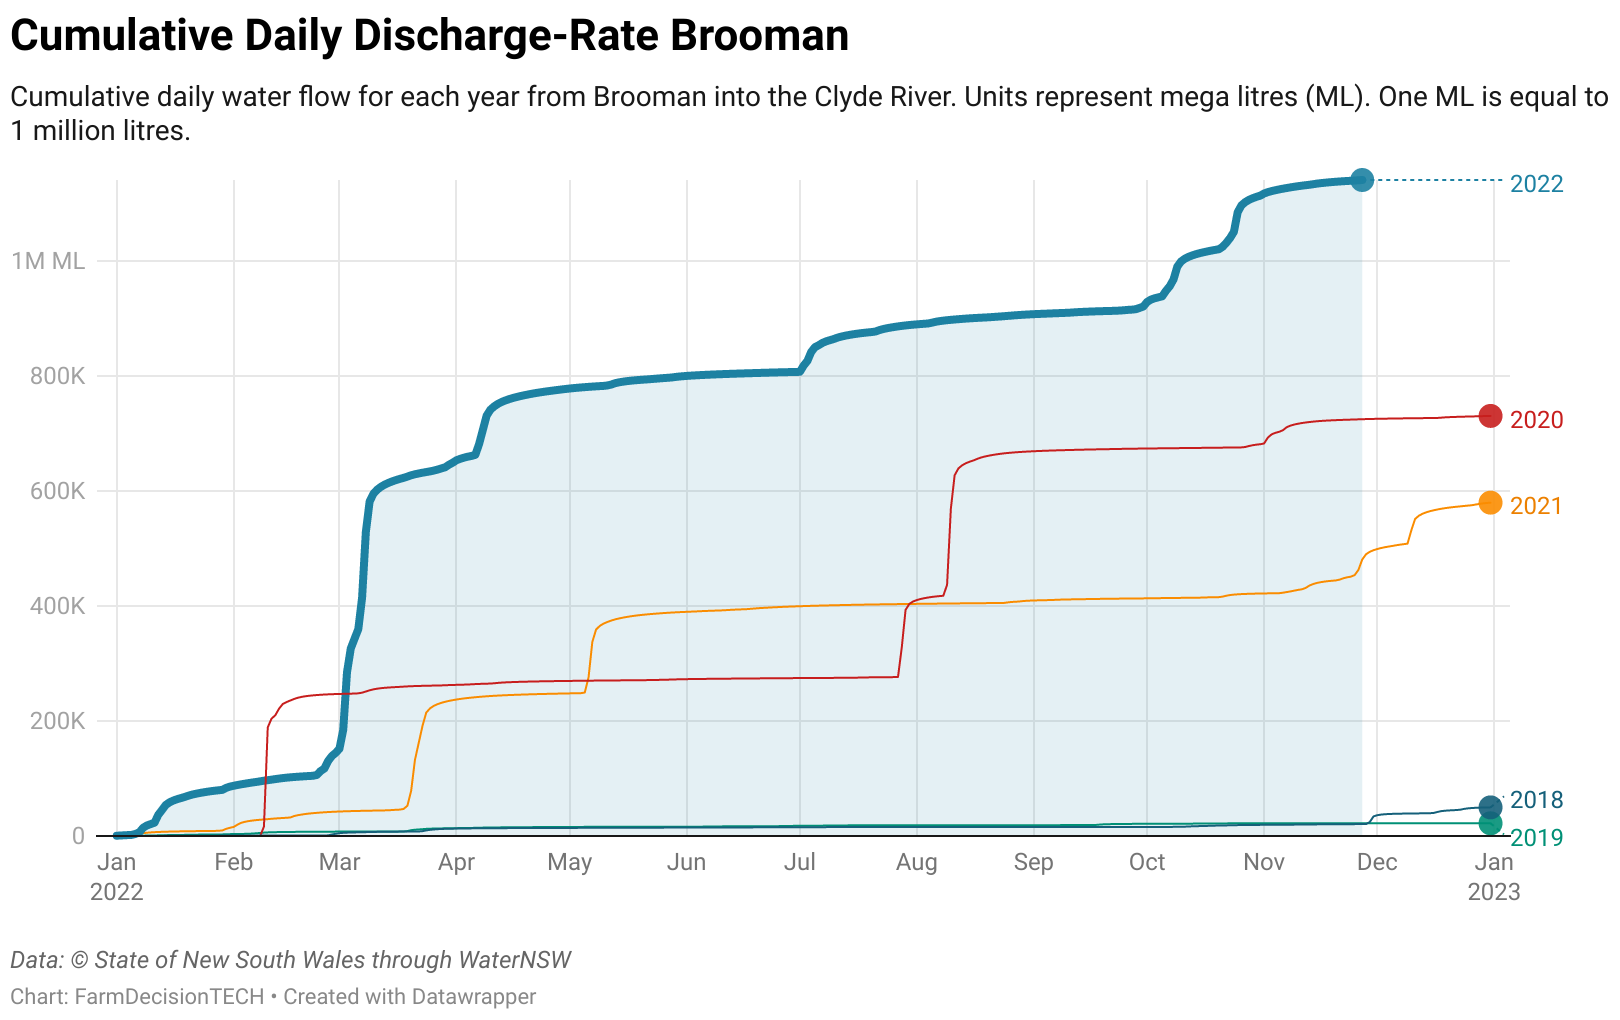 Cumulative Daily Discharge-Rate Brooman
Cumulative daily water flow for each year from Brooman into the Clyde River. Units represent mega litres (ML). One ML is equal to
1 million litres.
2022
1M ML
800K
2020
600K
2021
400K
200K
2018
0
2019
Jan Feb Mar Apr May Jun Jul Aug Sep Oct Nov Dec Jan
2022 2023
Data: © State of New South Wales through WaterNSW
Chart: FarmDecisionTECH • Created with Datawrapper